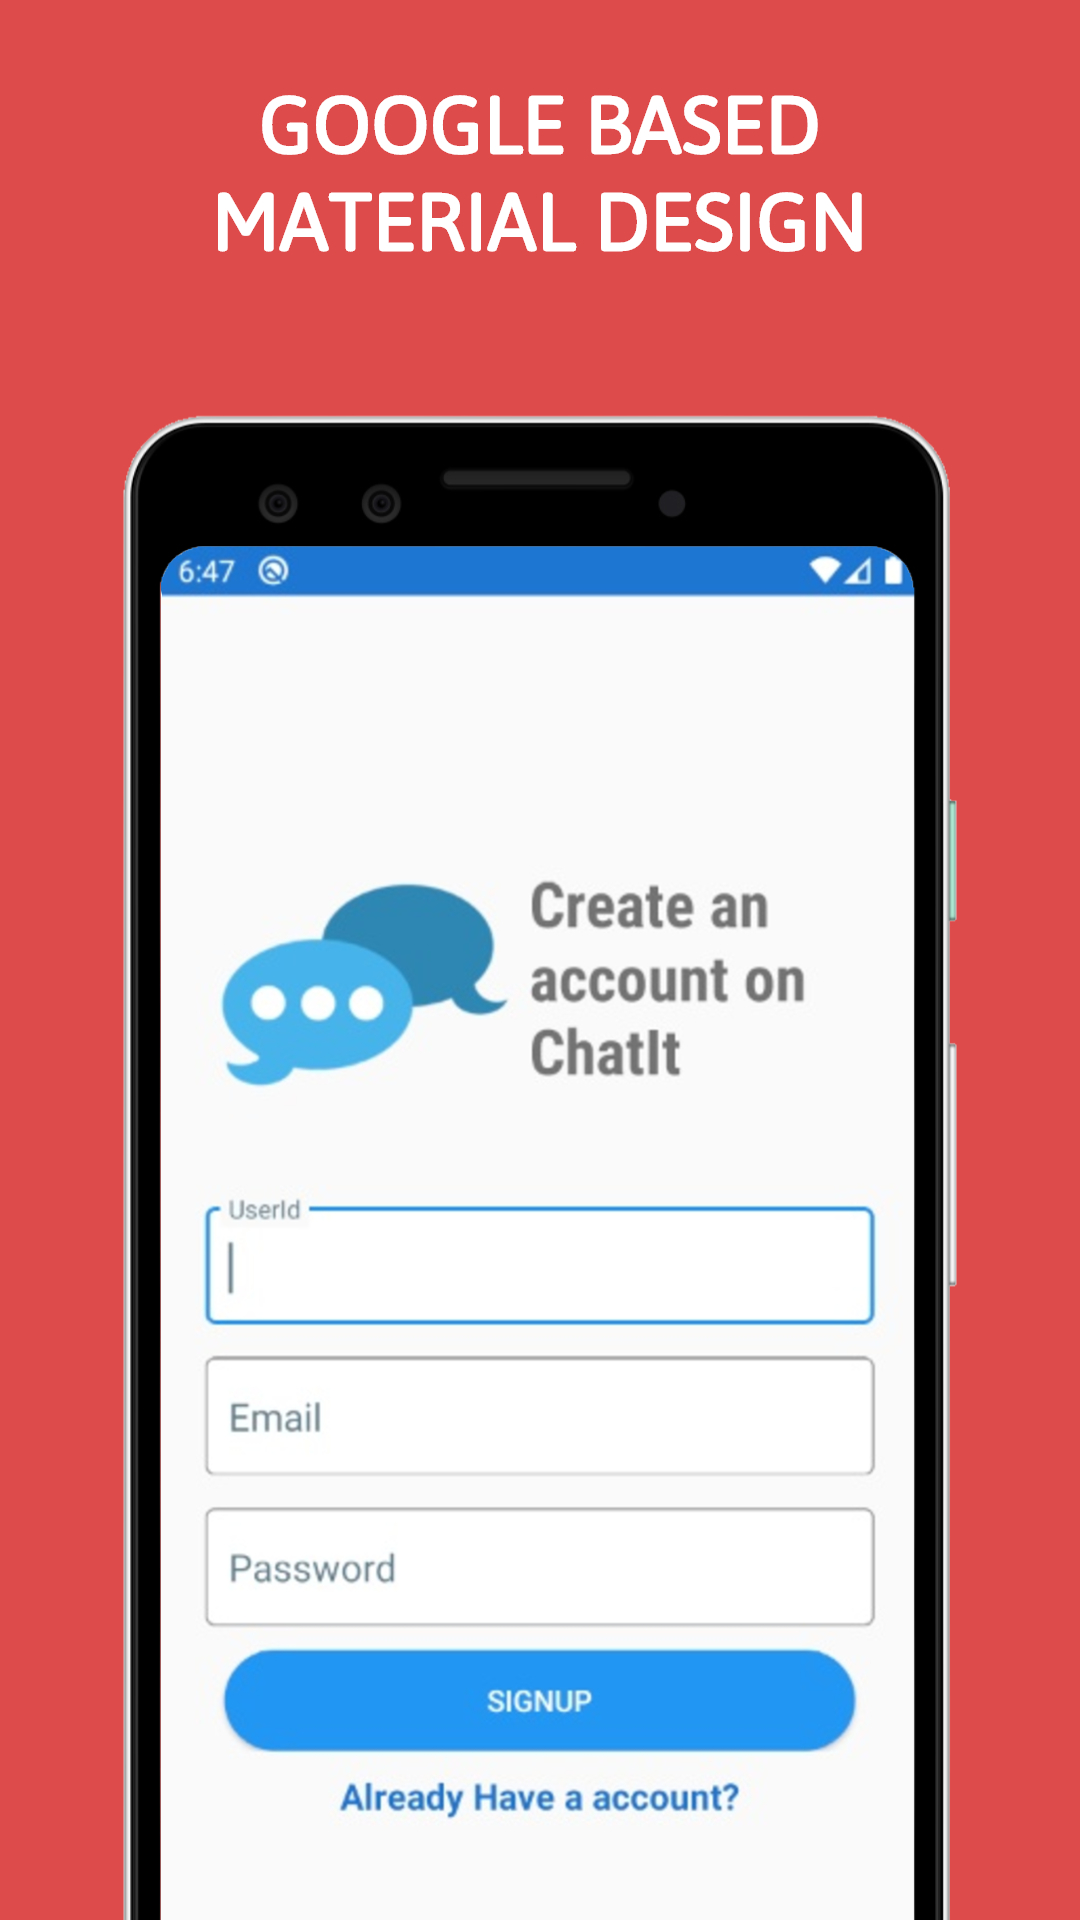 GOOGLE BASED
MATERIAL DESIGN
6:47
Create an
account on
ChatIt
UserId
Email
Password
SIGNUP
Already Have a account?